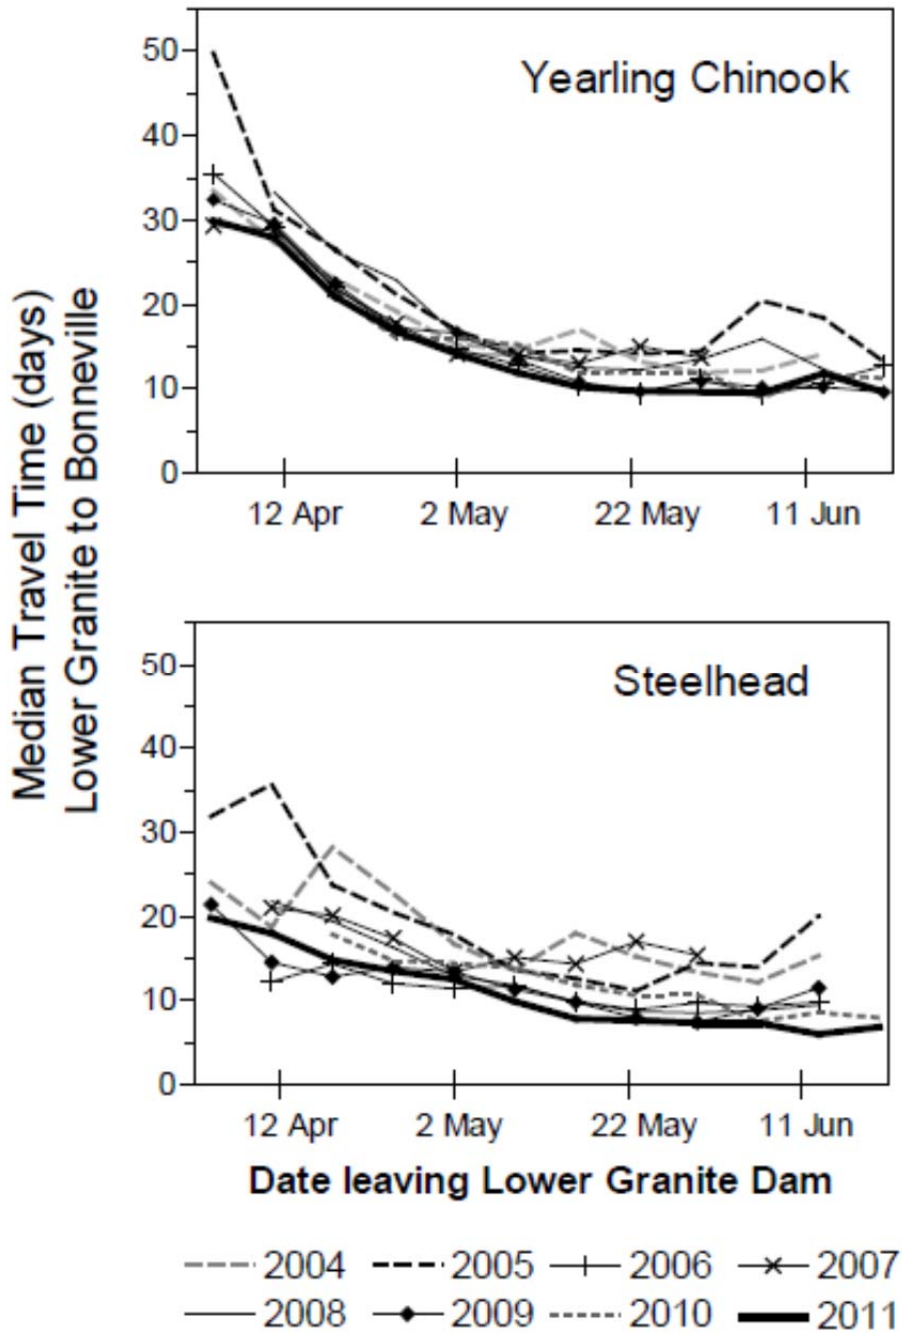 Median Travel Time (days)
Lower Granite to Bonneville
Yearling Chinook
50
40
30
20
10
0
12 Apr 2 May 22 May 11 Jun
Steelhead
50
40
30
20
10
0
12 Apr 2 May 22 May 11 Jun
Date leaving Lower Granite Dam
2004 2005 2006 2007
2008 2009 2010 2011